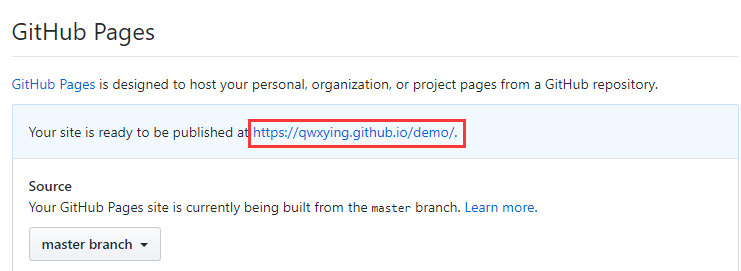 GitHub Pages
GitHub Pages is designed to host your personal, organization, or project pages from a GitHub repository.
Your site is ready to be published at https://qwxying.github.io/demo/.
Source
Your GitHub Pages site is currently being built from the master branch. Learn more.
master branch